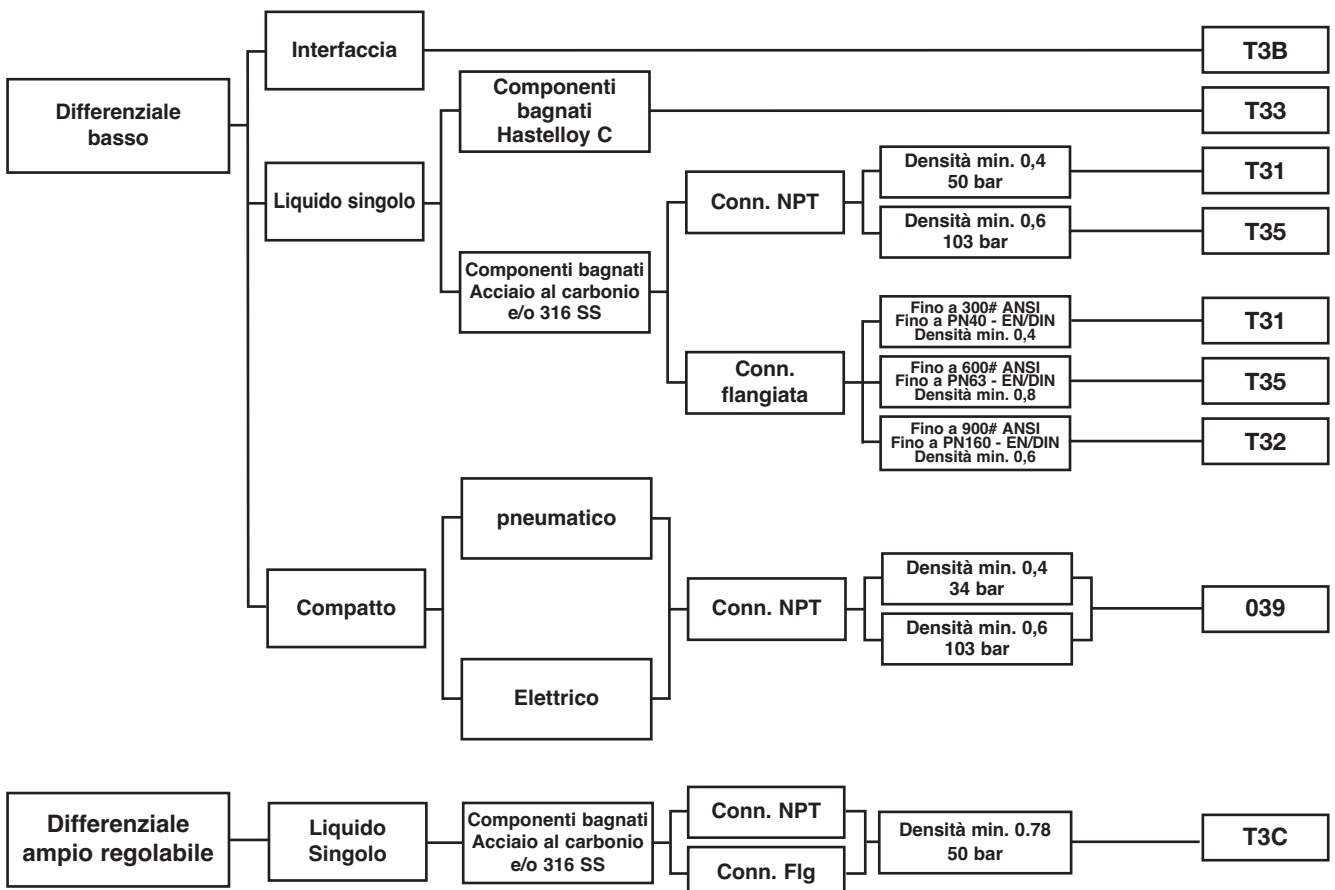 Interfaccia
T3B
Differenziale
basso
Componenti
bagnati
Hastelloy C
T33
Liquido singolo
Densità min. 0,4
50 bar
T31
Conn. NPT
Densità min. 0,6
103 bar
T35
Componenti bagnati
Acciaio al carbonio
e/o 316 SS
Fino a 300# ANSI
Fino a PN40 - EN/DIN
Densità min. 0,4
T31
Conn.
flangiata
Fino a 600# ANSI
Fino a PN63 - EN/DIN
Densità min. 0,8
T35
Fino a 900# ANSI
Fino a PN160 - EN/DIN
Densità min. 0,6
T32
pneumatico
Compatto
Conn. NPT
Densità min. 0,4
34 bar
Densità min. 0,6
103 bar
039
Elettrico
Differenziale
ampio regolabile
Liquido
Singolo
Componenti bagnati
Acciaio al carbonio
e/o 316 SS
Conn. NPT
Conn. Flg
Densità min. 0.78
50 bar
T3C